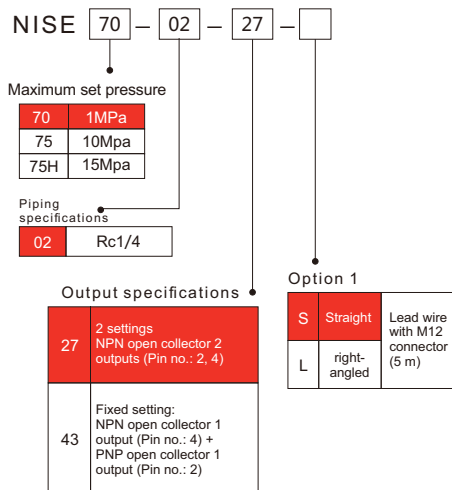 NISE 70 — 02 — 27 —
Maximum set pressure
70 1MPa
75 10Mpa
75H 15Mpa
Piping
specifications
02 Rc1/4
Output specifications
27
2 settings
NPN open collector 2
outputs (Pin no.: 2, 4)
43
Fixed setting:
NPN open collector 1
output (Pin no.: 4) +
PNP open collector 1
output (Pin no.: 2)
Option 1
S Straight
L
right-
angled
Lead wire
with M12
connector
(5 m)